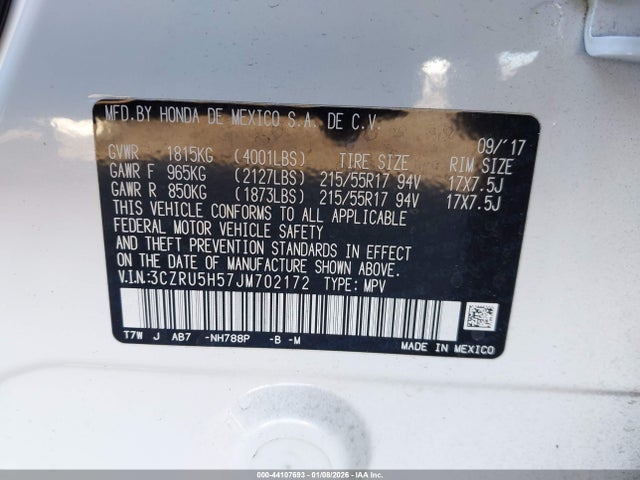 MFD.BY HONDA DE MEXICO S.A. DE C.V.
09/'17
GVWR 1815KG (4001LBS) TIRE SIZE RIM SIZE
GAWR F 965KG (2127LBS) 215/55R17 94V 17X7.5J
GAWR R 850KG (1873LBS) 215/55R17 94V 17X7.5J
THIS VEHICLE CONFORMS TO ALL APPLICABLE
FEDERAL MOTOR VEHICLE SAFETY
AND THEFT PREVENTION STANDARDS IN EFFECT
ON THE DATE OF MANUFACTURE SHOWN ABOVE.
V.I.N:3CZRU5H57JM702172 TYPE: MPV
T7W J AB7 -NH788P -B -M
MADE IN MEXICO
000-44107693 - 01/08/2026 - Copart, Inc.